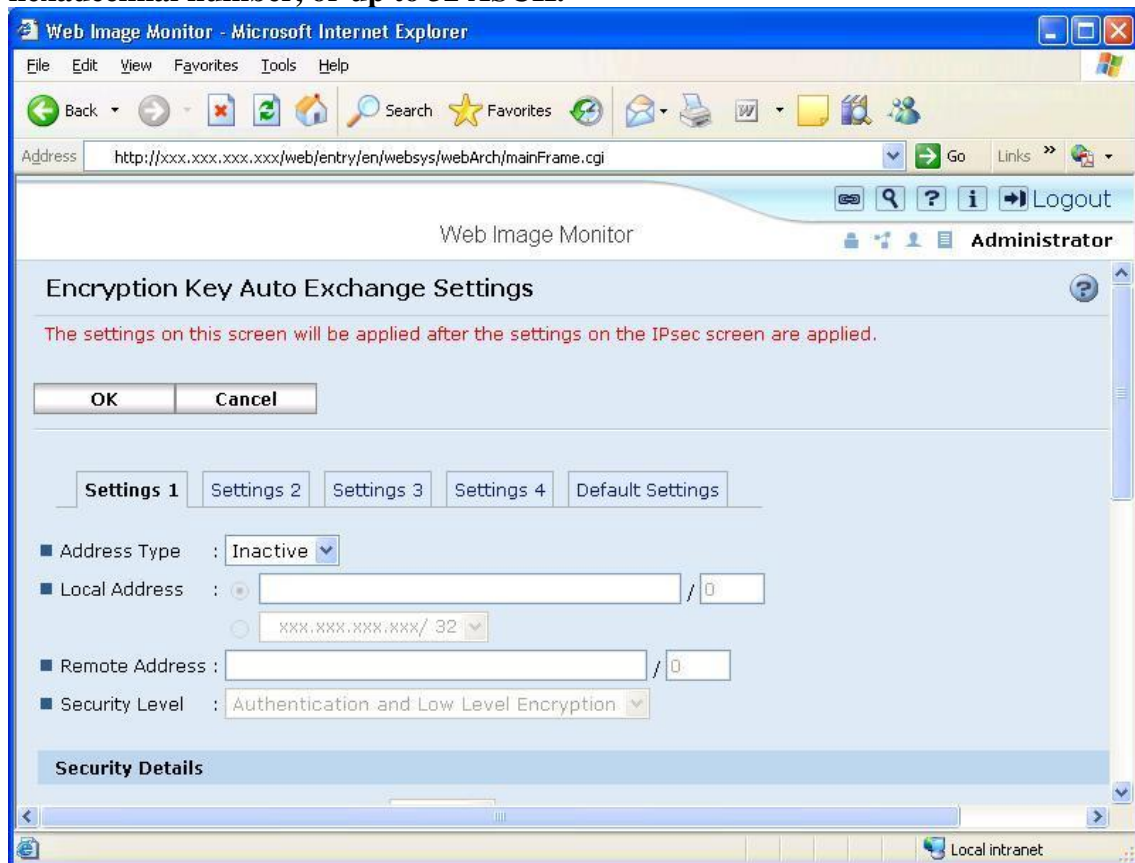 hexadecimal number, or up to 32 ASCII.
Web Image Monitor - Microsoft Internet Explorer
File Edit View Favorites Tools Help
Back Search Favorites
Address http://xxx.xxx.xxx.xxx/web/entry/en/websys/webArch/mainFrame.cgi Go Links »
? i Logout
Web Image Monitor Administrator
Encryption Key Auto Exchange Settings ?
The settings on this screen will be applied after the settings on the IPsec screen are applied.
OK Cancel
Settings 1 Settings 2 Settings 3 Settings 4 Default Settings
Address Type : Inactive
Local Address : / 0
xxx.xxx.xxx.xxx/ 32
Remote Address : / 0
Security Level : Authentication and Low Level Encryption
Security Details
Local intranet